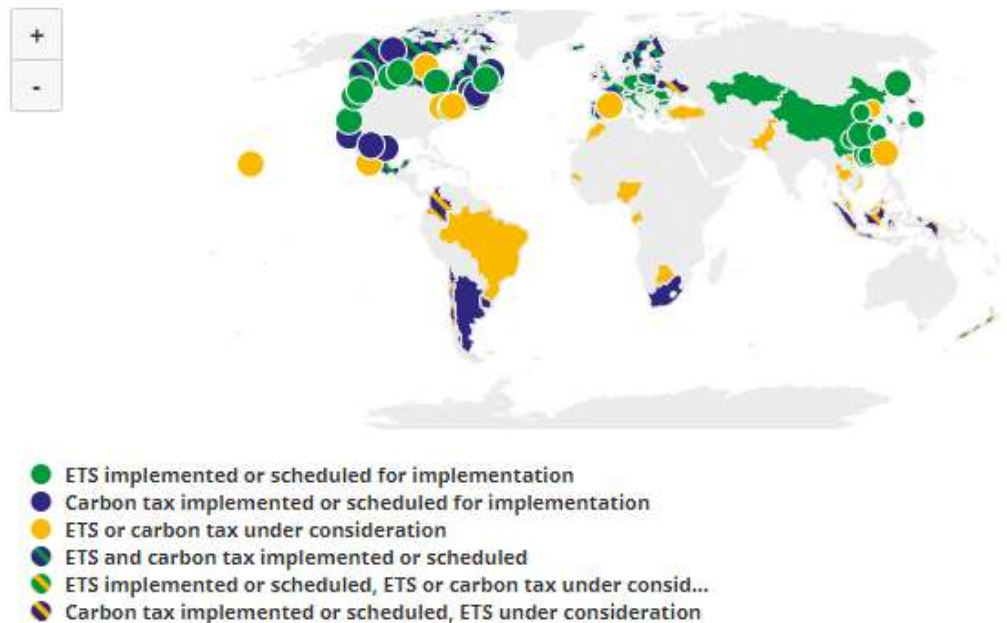 +
-
ETS implemented or scheduled for implementation
Carbon tax implemented or scheduled for implementation
ETS or carbon tax under consideration
ETS and carbon tax implemented or scheduled
ETS implemented or scheduled, ETS or carbon tax under consid...
Carbon tax implemented or scheduled, ETS under consideration